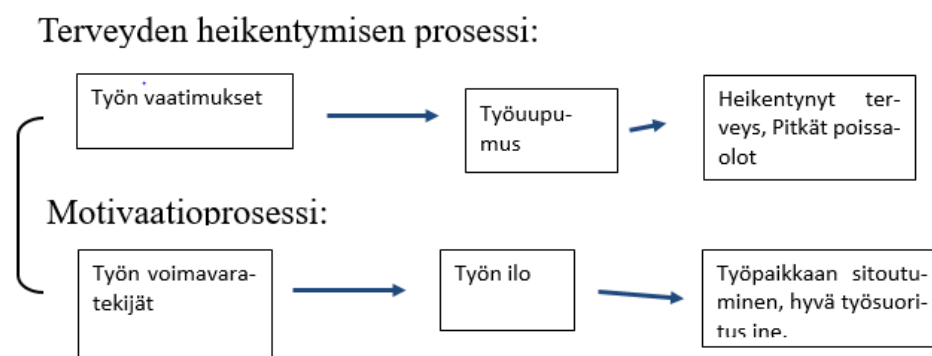 Terveyden heikentymisen prosessi:
Työn vaatimukset
Työuupu-
mus
Heikentynyt ter-
veys, Pitkät poissa-
olot
Motivaatioprosessi:
Työn voimavara-
tekijät
Työn ilo
Työpaikkaan sitoutu-
minen, hyvä työsuori-
tus jne.